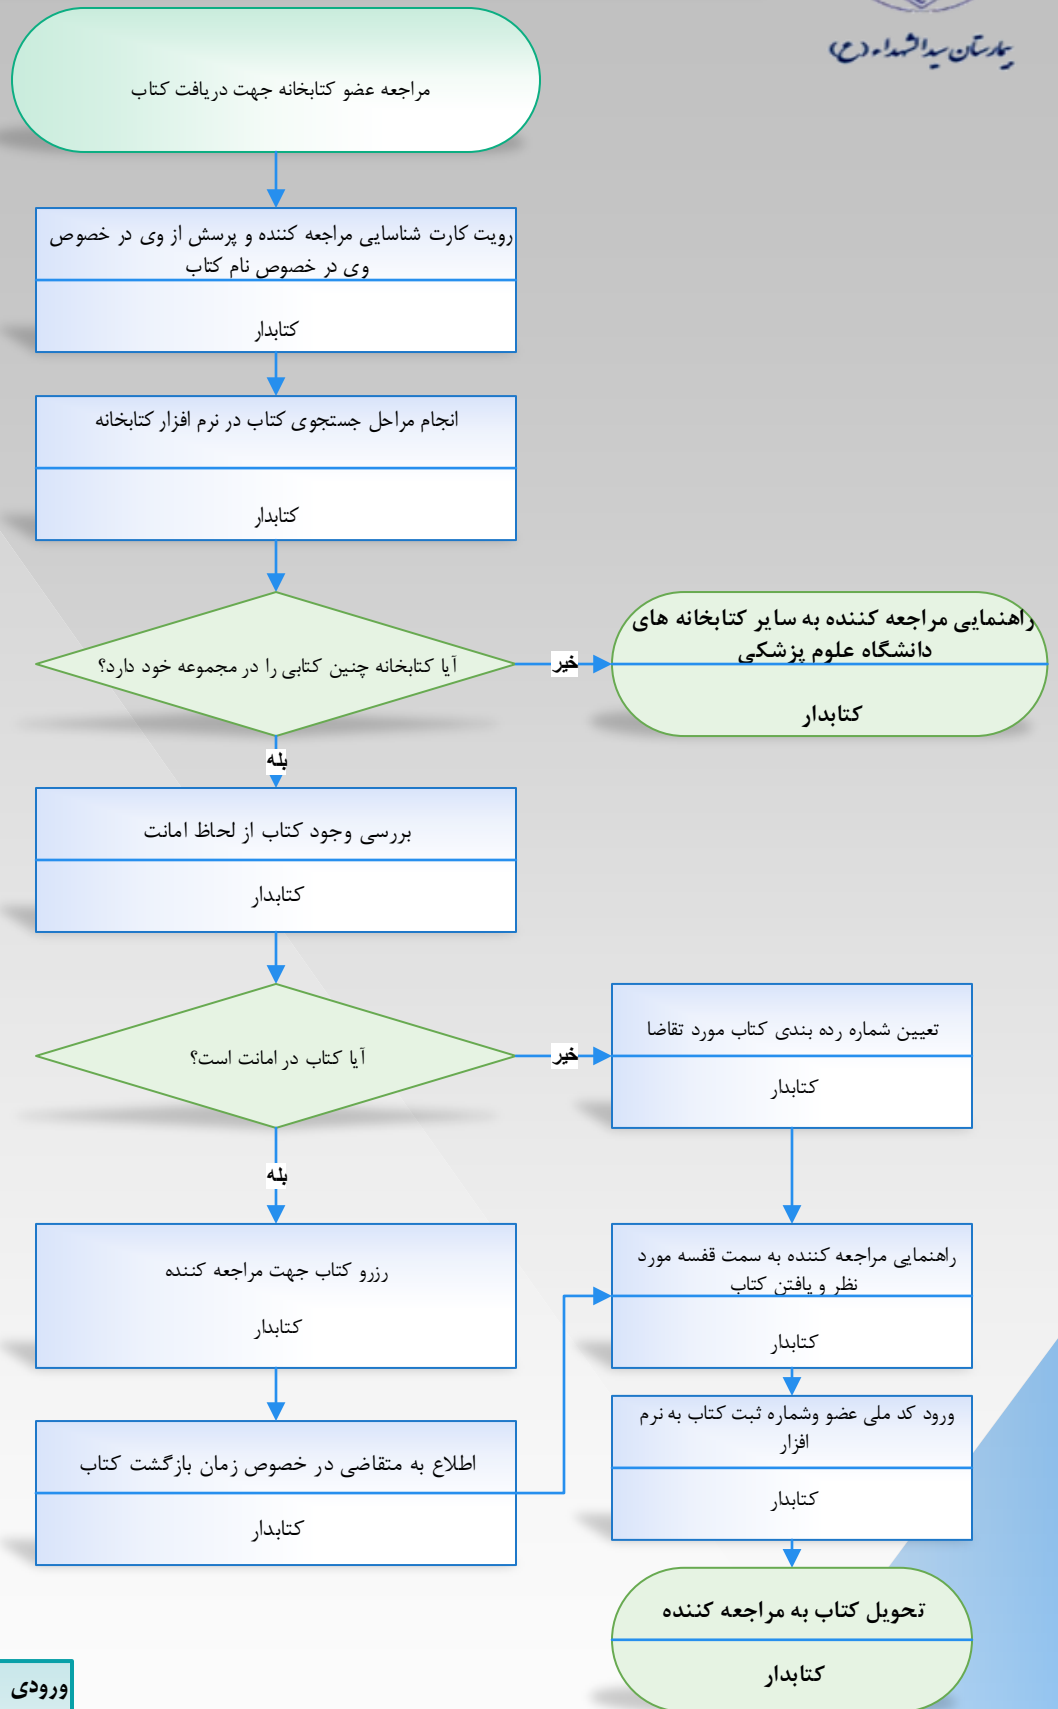 بیمارستان سیدالشهداء (ع)
مراجعه عضو کتابخانه جهت دریافت کتاب
رویت کارت شناسایی مراجعه کننده و پرسش از وی در خصوص
وی در خصوص نام کتاب
کتابدار
انجام مراحل جستجوی کتاب در نرم افزار کتابخانه
کتابدار
آیا کتابخانه چنین کتابی را در مجموعه خود دارد؟
خیر
راهنمایی مراجعه کننده به سایر کتابخانه های
دانشگاه علوم پزشکی
کتابدار
بله
بررسی وجود کتاب از لحاظ امانت
کتابدار
آیا کتاب در امانت است؟
خیر
تعیین شماره رده بندی کتاب مورد تقاضا
کتابدار
بله
رزرو کتاب جهت مراجعه کننده
کتابدار
راهنمایی مراجعه کننده به سمت قفسه مورد
نظر و یافتن کتاب
کتابدار
اطلاع به متقاضی در خصوص زمان بازگشت کتاب
کتابدار
ورود کد ملی عضو وشماره ثبت کتاب به نرم
افزار
کتابدار
تحویل کتاب به مراجعه کننده
کتابدار
ورودی